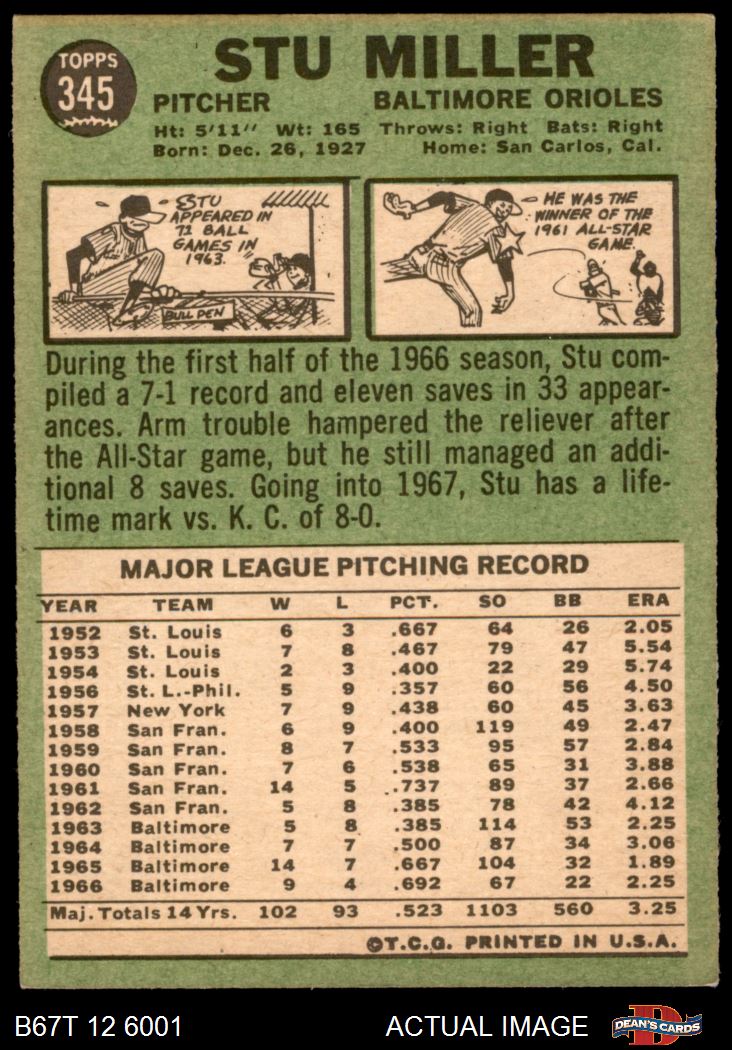 TOPPS
345
STU MILLER
PITCHER BALTIMORE ORIOLES
Ht: 5'11" Wt: 165 Throws: Right Bats: Right
Born: Dec. 26, 1927 Home: San Carlos, Cal.
STU
APPEARED IN
71 BALL
GAMES IN
1963.
BULL PEN
HE WAS THE
WINNER OF THE
1961 ALL-STAR
GAME.
During the first half of the 1966 season, Stu com-
piled a 7-1 record and eleven saves in 33 appear-
ances. Arm trouble hampered the reliever after
the All-Star game, but he still managed an addi-
tional 8 saves. Going into 1967, Stu has a life-
time mark vs. K. C. of 8-0.
MAJOR LEAGUE PITCHING RECORD
YEAR TEAM W L PCT. SO BB ERA
1952 St. Louis 6 3 .667 64 26 2.05
1953 St. Louis 7 8 .467 79 47 5.54
1954 St. Louis 2 3 .400 22 29 5.74
1956 St. L.-Phil. 5 9 .357 60 56 4.50
1957 New York 7 9 .438 60 45 3.63
1958 San Fran. 6 9 .400 119 49 2.47
1959 San Fran. 8 7 .533 95 57 2.84
1960 San Fran. 7 6 .538 65 31 3.88
1961 San Fran. 14 5 .737 89 37 2.66
1962 San Fran. 5 8 .385 78 42 4.12
1963 Baltimore 5 8 .385 114 53 2.25
1964 Baltimore 7 7 .500 87 34 3.06
1965 Baltimore 14 7 .667 104 32 1.89
1966 Baltimore 9 4 .692 67 22 2.25
Maj. Totals 14 Yrs. 102 93 .523 1103 560 3.25
©T.C.G. PRINTED IN U.S.A.
B67T 12 6001 ACTUAL IMAGE
D
DEAN'S CARDS